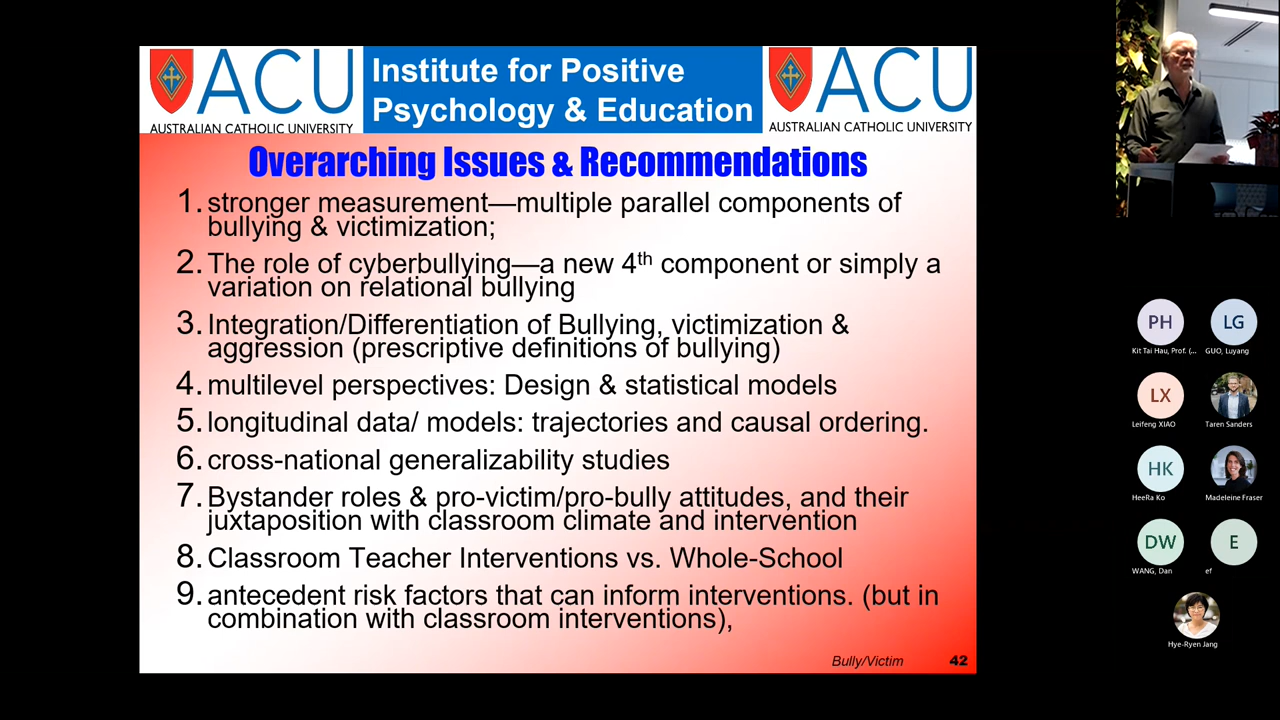 ACU
AUSTRALIAN CATHOLIC UNIVERSITY
Institute for Positive
Psychology & Education
ACU
AUSTRALIAN CATHOLIC UNIVERSITY
Overarching Issues & Recommendations
1. stronger measurement—multiple parallel components of
bullying & victimization;
2. The role of cyberbullying—a new 4th component or simply a
variation on relational bullying
3. Integration/Differentiation of Bullying, victimization &
aggression (prescriptive definitions of bullying)
4. multilevel perspectives: Design & statistical models
5. longitudinal data/ models: trajectories and causal ordering.
6. cross-national generalizability studies
7. Bystander roles & pro-victim/pro-bully attitudes, and their
juxtaposition with classroom climate and intervention
8. Classroom Teacher Interventions vs. Whole-School
9. antecedent risk factors that can inform interventions. (but in
combination with classroom interventions),
Bully/Victim 42
PH
Kit Tai Hau, Prof. (...
LG
GUO, Luyang
LX
Leifeng XIAO
Taren Sanders
HK
HeeRa Ko
Madeleine Fraser
DW
WANG, Dan
E
ef
Hye-Ryen Jang